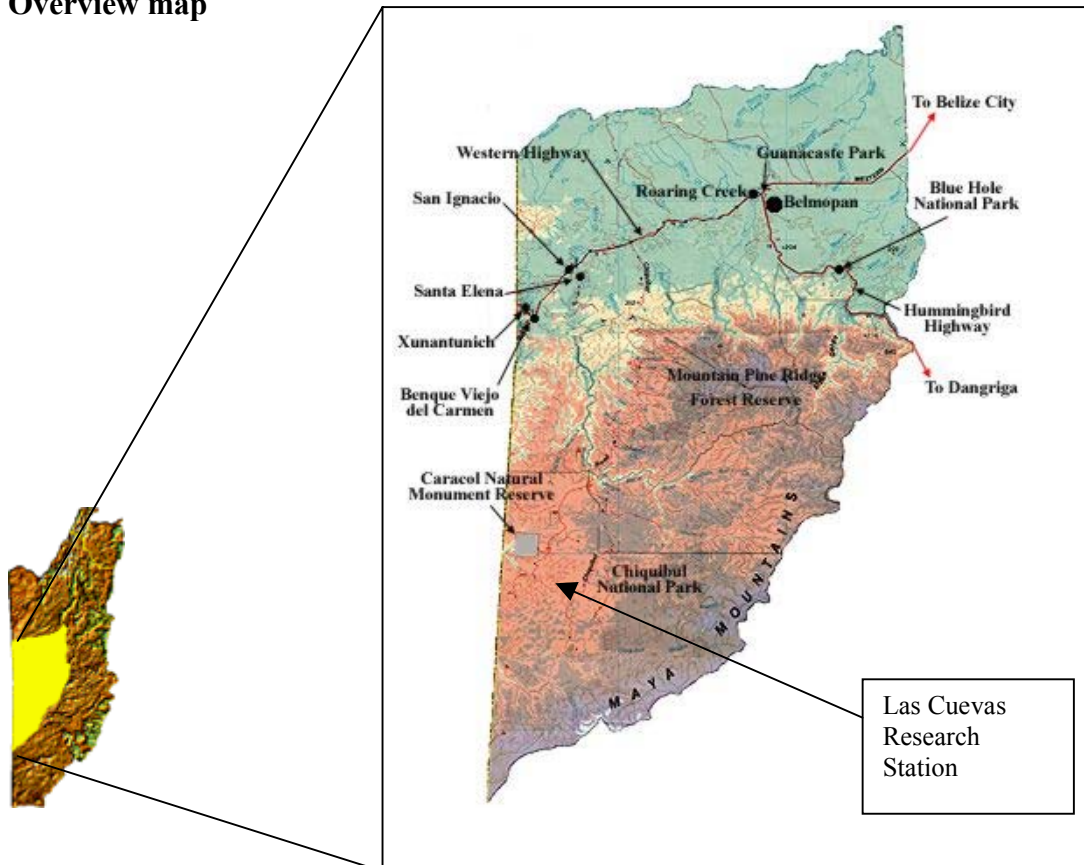 Overview map
To Belize City
Western Highway
Guanacaste Park
San Ignacio
Roaring Creek
Belmopan
Blue Hole
National Park
WESTERN
Santa Elena
Hummingbird
Highway
Xunantunich
Benque Viejo
del Carmen
Mountain Pine Ridge
Forest Reserve
To Dangriga
Caracol Natural
Monument Reserve
Chiquibul
National Park
MAYA MOUNTAINS
Las Cuevas
Research
Station